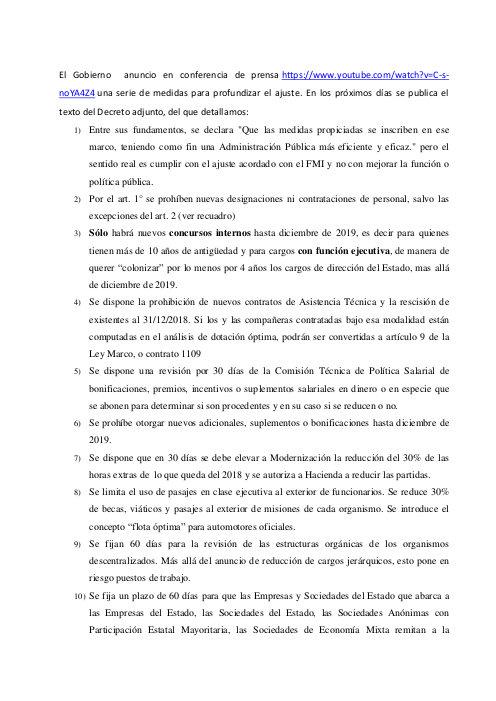 El Gobierno anuncio en conferencia de prensa https://www.youtube.com/watch?v=C-s-
noYA4Z4 una serie de medidas para profundizar el ajuste. En los próximos días se publica el
texto del Decreto adjunto, del que detallamos:
1) Entre sus fundamentos, se declara "Que las medidas propiciadas se inscriben en ese
marco, teniendo como fin una Administración Pública más eficiente y eficaz." pero el
sentido real es cumplir con el ajuste acordado con el FMI y no con mejorar la función o
política pública.
2) Por el art. 1° se prohíben nuevas designaciones ni contrataciones de personal, salvo las
excepciones del art. 2 (ver recuadro)
3) Sólo habrá nuevos concursos internos hasta diciembre de 2019, es decir para quienes
tienen más de 10 años de antigüedad y para cargos con función ejecutiva, de manera de
querer “colonizar” por lo menos por 4 años los cargos de dirección del Estado, mas allá
de diciembre de 2019.
4) Se dispone la prohibición de nuevos contratos de Asistencia Técnica y la rescisión de
existentes al 31/12/2018. Si los y las compañeras contratadas bajo esa modalidad están
computadas en el análisis de dotación óptima, podrán ser convertidas a artículo 9 de la
Ley Marco, o contrato 1109
5) Se dispone una revisión por 30 días de la Comisión Técnica de Política Salarial de
bonificaciones, premios, incentivos o suplementos salariales en dinero o en especie que
se abonen para determinar si son procedentes y en su caso si se reducen o no.
6) Se prohíbe otorgar nuevos adicionales, suplementos o bonificaciones hasta diciembre de
2019.
7) Se dispone que en 30 días se debe elevar a Modernización la reducción del 30% de las
horas extras de lo que queda del 2018 y se autoriza a Hacienda a reducir las partidas.
8) Se limita el uso de pasajes en clase ejecutiva al exterior de funcionarios. Se reduce 30%
de becas, viáticos y pasajes al exterior de misiones de cada organismo. Se introduce el
concepto “flota óptima” para automotores oficiales.
9) Se fijan 60 días para la revisión de las estructuras orgánicas de los organismos
descentralizados. Más allá del anuncio de reducción de cargos jerárquicos, esto pone en
riesgo puestos de trabajo.
10) Se fija un plazo de 60 días para que las Empresas y Sociedades del Estado que abarca a
las Empresas del Estado, las Sociedades del Estado, las Sociedades Anónimas con
Participación Estatal Mayoritaria, las Sociedades de Economía Mixta remitan a la